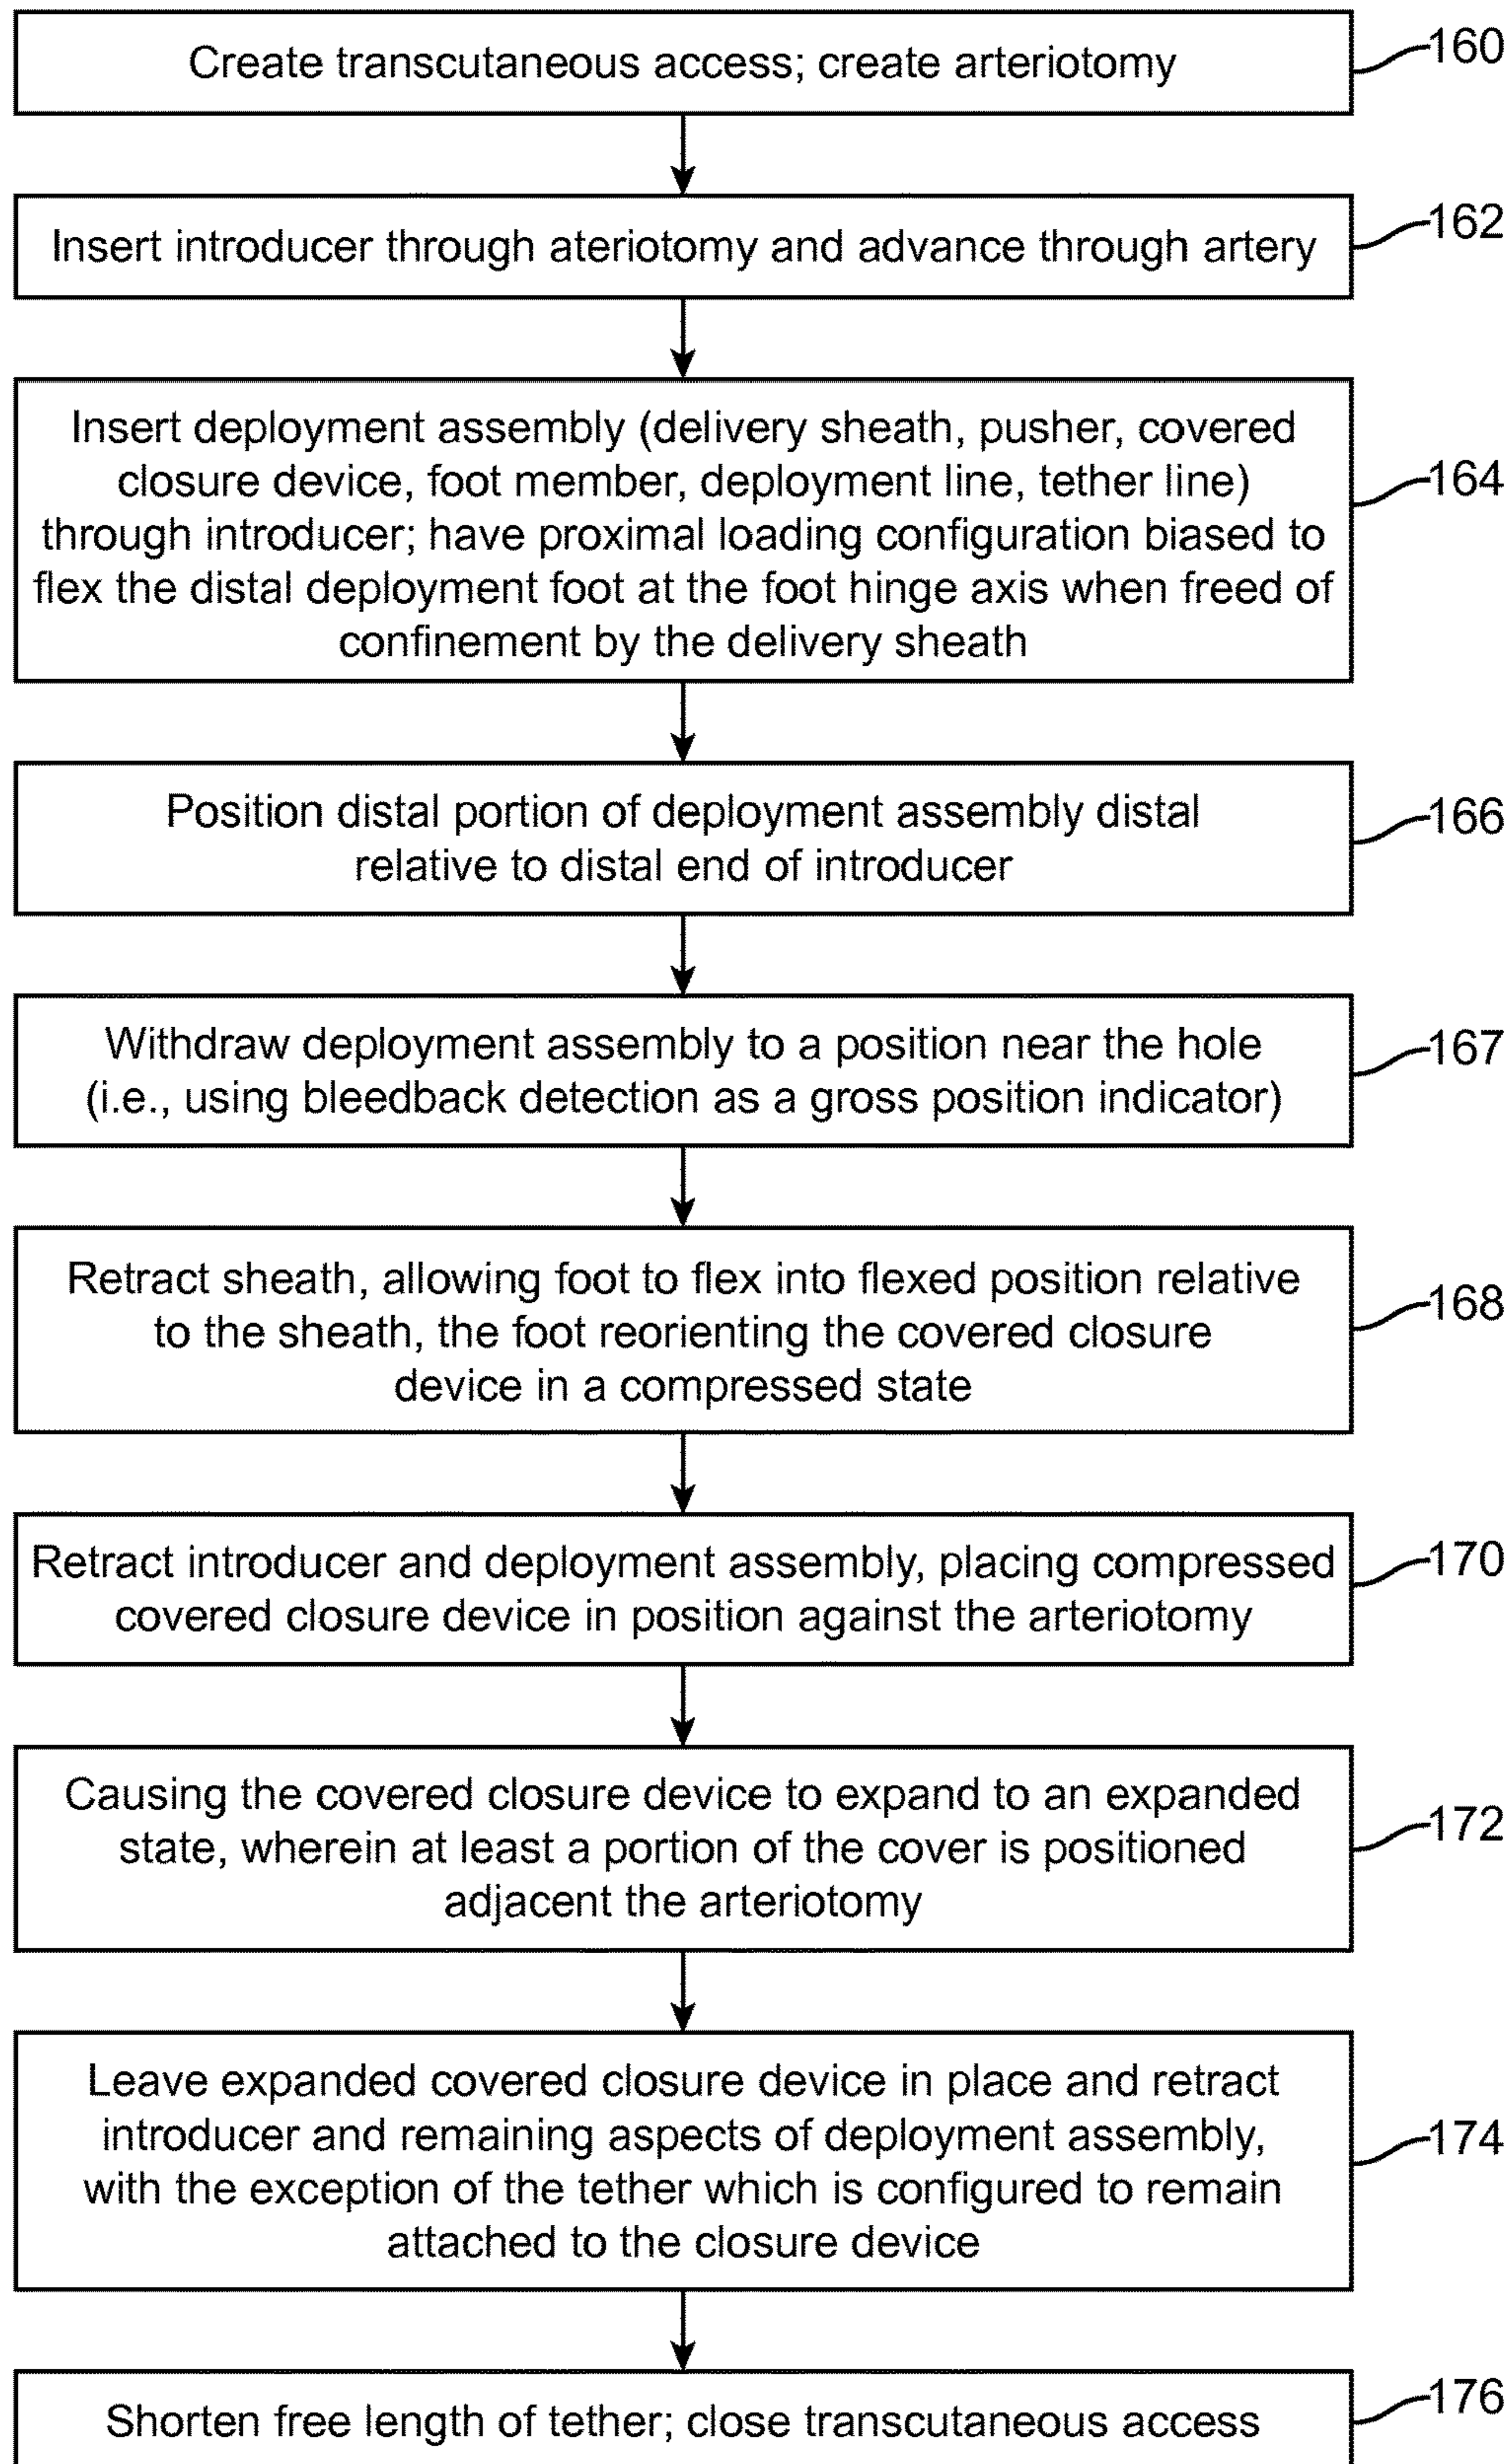 Create transcutaneous access; create arteriotomy
160
Insert introducer through ateriotomy and advance through artery
162
Insert deployment assembly (delivery sheath, pusher, covered
closure device, foot member, deployment line, tether line)
through introducer; have proximal loading configuration biased to
flex the distal deployment foot at the foot hinge axis when freed of
confinement by the delivery sheath
164
Position distal portion of deployment assembly distal
relative to distal end of introducer
166
Withdraw deployment assembly to a position near the hole
(i.e., using bleedback detection as a gross position indicator)
167
Retract sheath, allowing foot to flex into flexed position relative
to the sheath, the foot reorienting the covered closure
device in a compressed state
168
Retract introducer and deployment assembly, placing compressed
covered closure device in position against the arteriotomy
170
Causing the covered closure device to expand to an expanded
state, wherein at least a portion of the cover is positioned
adjacent the arteriotomy
172
Leave expanded covered closure device in place and retract
introducer and remaining aspects of deployment assembly,
with the exception of the tether which is configured to remain
attached to the closure device
174
Shorten free length of tether; close transcutaneous access
176